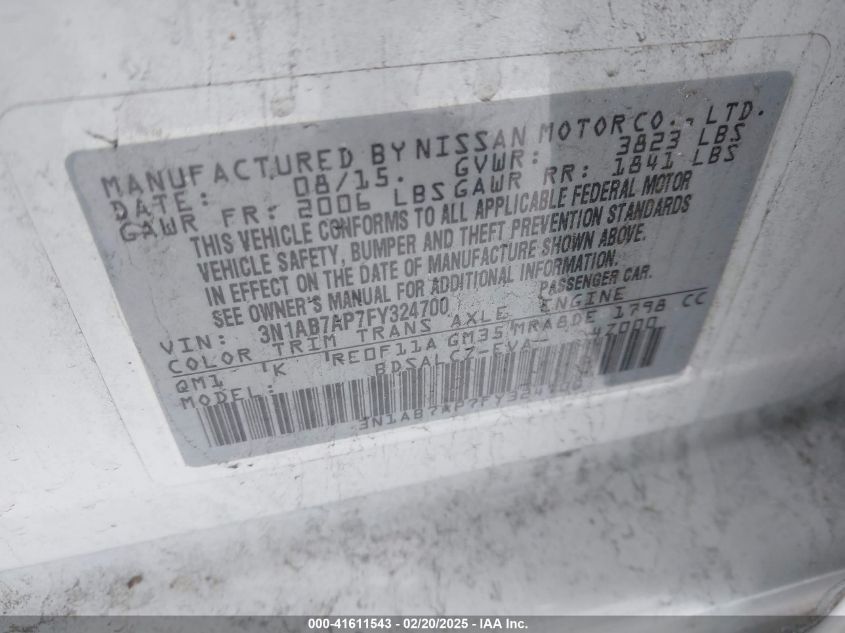 MANUFACTURED BY NISSAN MOTOR CO., LTD.
DATE: 08/15. GVWR: 3823 LBS
GAWR FR: 2006 LBS GAWR RR: 1841 LBS
THIS VEHICLE CONFORMS TO ALL APPLICABLE FEDERAL MOTOR
VEHICLE SAFETY, BUMPER AND THEFT PREVENTION STANDARDS
IN EFFECT ON THE DATE OF MANUFACTURE SHOWN ABOVE.
SEE OWNER'S MANUAL FOR ADDITIONAL INFORMATION.
VIN: 3N1AB7AP7FY324700 PASSENGER CAR.
COLOR TRIM TRANS AXLE ENGINE
QM1 K RE0F11A GM35 MRA8DE 1798 CC
MODEL: BDSALCZ-EVA
000-41611543 - 02/20/2025 - IAA Inc.